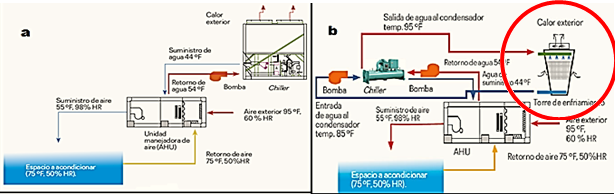 a
Calor exterior
Suministro de
agua 44 ºF
Retorno de
agua 54 ºF
Bomba
Chiller
Suministro de aire
55 ºF, 98% HR
Aire exterior 95 ºF,
60 % HR
Unidad
manejadora de
aire (AHU)
Retorno de aire
75 ºF, 50%HR
Espacio a acondicionar
(75 ºF, 50% HR).
b
Salida de agua al condensador
temp. 95 ºF
Calor exterior
Retorno de agua 54ºF
Agua de
suministro 44ºF
Bomba
Chiller
Bomba
Torre de enfriamiento
Entrada
de agua al
condensador
temp. 85 ºF
Suministro de aire
55 ºF, 98% HR
Aire
exterior
95 ºF,
60 % HR
AHU
Retorno de aire 75 ºF, 50%HR
Espacio a acondicionar
(75 ºF, 50% HR).